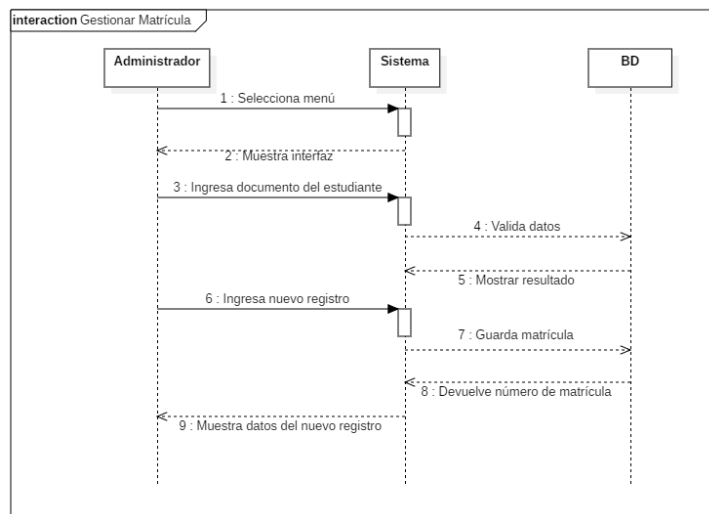 interaction Gestionar Matrícula
Administrador
Sistema
BD
1 : Selecciona menú
2 : Muestra interfaz
3 : Ingresa documento del estudiante
4 : Valida datos
5 : Mostrar resultado
6 : Ingresa nuevo registro
7 : Guarda matrícula
8 : Devuelve número de matrícula
9 : Muestra datos del nuevo registro